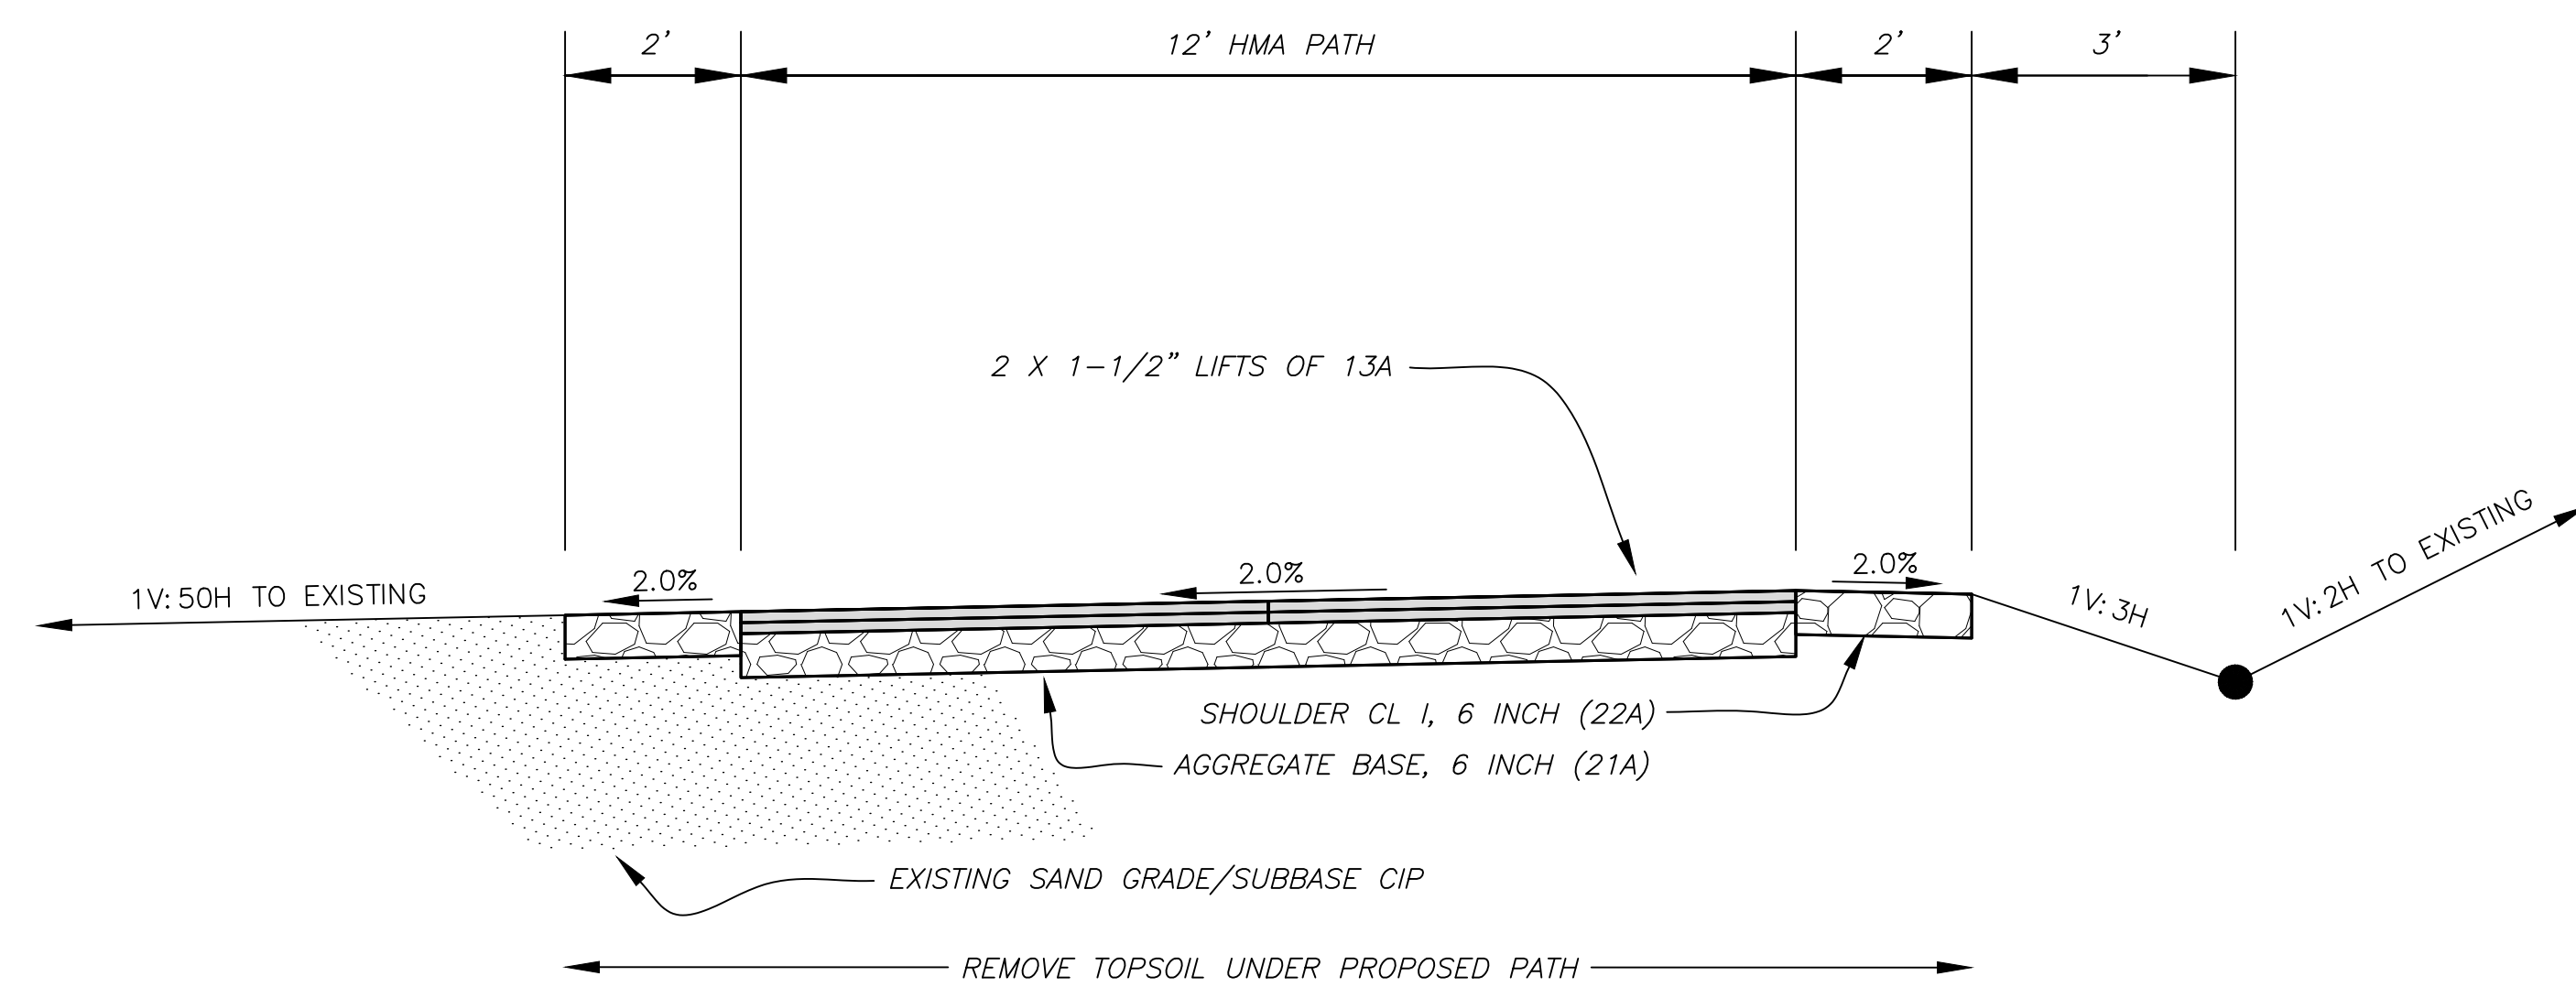 2'
12' HMA PATH
2'
3'
2 X 1-1/2" LIFTS OF 13A
1V:50H TO EXISTING
2.0%
2.0%
2.0%
1V:3H
1V:2H TO EXISTING
SHOULDER CL I, 6 INCH (22A)
AGGREGATE BASE, 6 INCH (21A)
EXISTING SAND GRADE/SUBBASE CIP
REMOVE TOPSOIL UNDER PROPOSED PATH